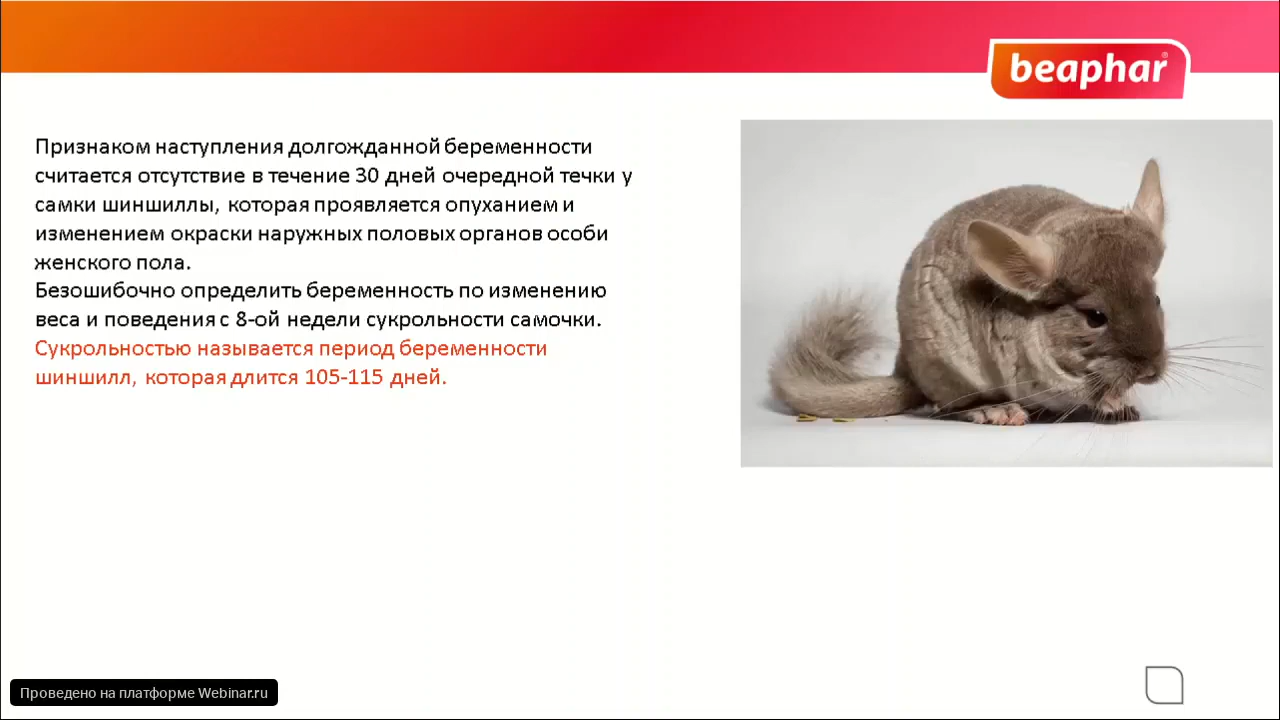 beaphar®
Признаком наступления долгожданной беременности
считается отсутствие в течение 30 дней очередной течки у
самки шиншиллы, которая проявляется опуханием и
изменением окраски наружных половых органов особи
женского пола.
Безошибочно определить беременность по изменению
веса и поведения с 8-ой недели сукрольности самочки.
Сукрольностью называется период беременности
шиншилл, которая длится 105-115 дней.
Проведено на платформе Webinar.ru